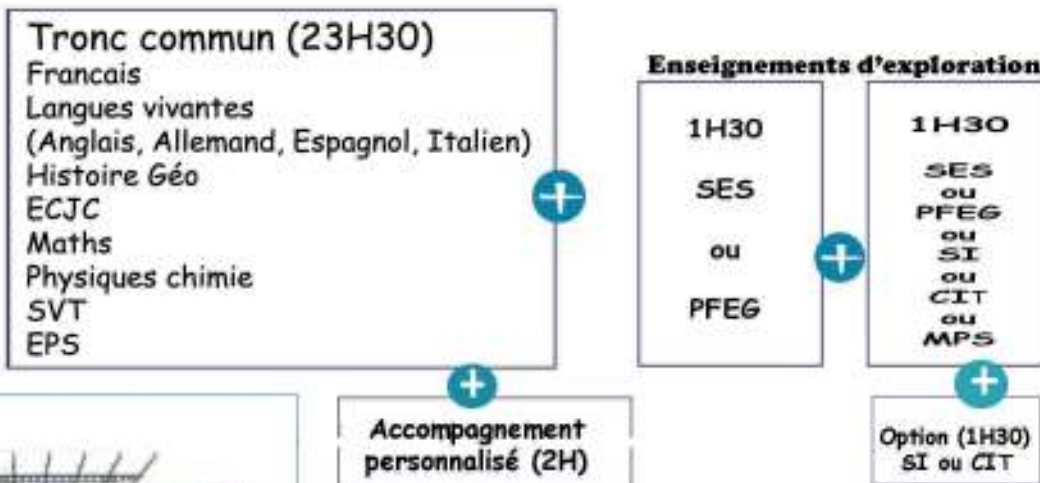 Tronc commun (23H30)
Francais
Langues vivantes
(Anglais, Allemand, Espagnol, Italien)
Histoire Géo
ECJC
Maths
Physiques chimie
SVT
EPS
Enseignements d'exploration
1H30
SES
ou
PFEG
1H30
SES
ou
PFEG
ou
SI
ou
CIT
ou
MPS
Accompagnement
personnalisé (2H)
Option (1H30)
SI ou CIT